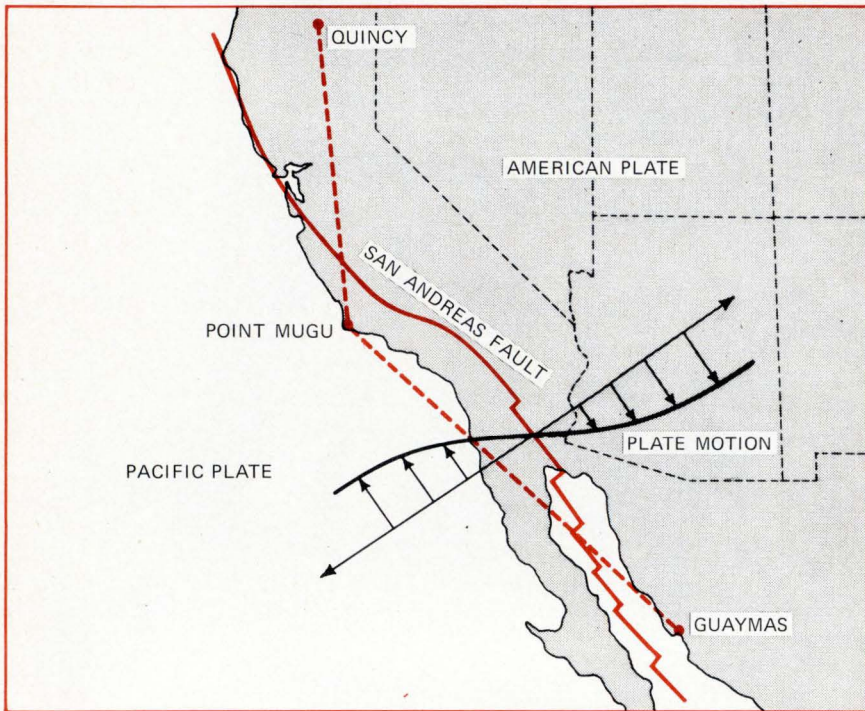 QUINCY
AMERICAN PLATE
SAN ANDREAS FAULT
POINT MUGU
PLATE MOTION
PACIFIC PLATE
GUAYMAS